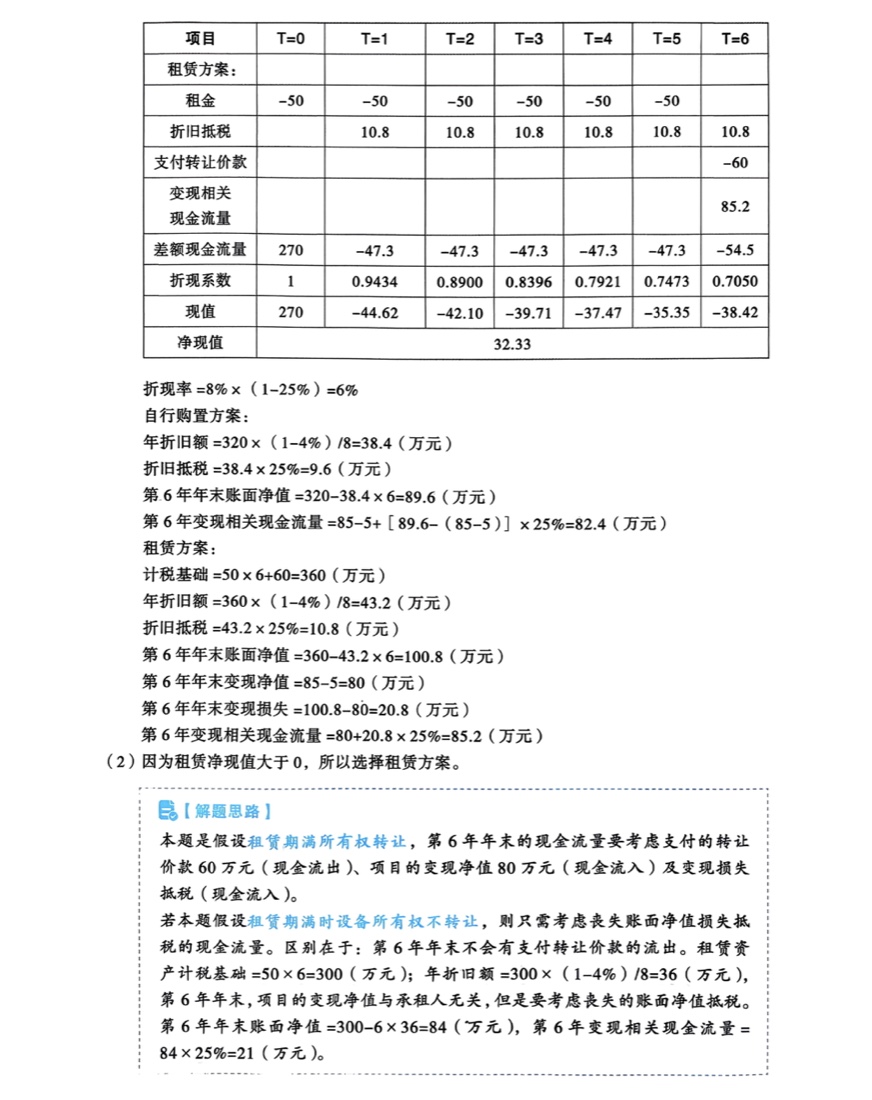 项目 T=0 T=1 T=2 T=3 T=4 T=5 T=6
租赁方案：
租金 -50 -50 -50 -50 -50 -50
折旧抵税 10.8 10.8 10.8 10.8 10.8 10.8
支付转让价款 -60
变现相关
现金流量 85.2
差额现金流量 270 -47.3 -47.3 -47.3 -47.3 -47.3 -54.5
折现系数 1 0.9434 0.8900 0.8396 0.7921 0.7473 0.7050
现值 270 -44.62 -42.10 -39.71 -37.47 -35.35 -38.42
净现值 32.33
折现率 =8%×（1-25%）=6%
自行购置方案：
年折旧额 =320×（1-4%）/8=38.4（万元）
折旧抵税 =38.4×25%=9.6（万元）
第 6 年年末账面净值 =320-38.4×6=89.6（万元）
第 6 年变现相关现金流量 =85-5+［89.6-（85-5）］×25%=82.4（万元）
租赁方案：
计税基础 =50×6+60=360（万元）
年折旧额 =360×（1-4%）/8=43.2（万元）
折旧抵税 =43.2×25%=10.8（万元）
第 6 年年末账面净值 =360-43.2×6=100.8（万元）
第 6 年年末变现净值 =85-5=80（万元）
第 6 年年末变现损失 =100.8-80=20.8（万元）
第 6 年变现相关现金流量 =80+20.8×25%=85.2（万元）
（2）因为租赁净现值大于 0，所以选择租赁方案。
【解题思路】
本题是假设租赁期满所有权转让，第 6 年年末的现金流量要考虑支付的转让
价款 60 万元（现金流出）、项目的变现净值 80 万元（现金流入）及变现损失
抵税（现金流入）。
若本题假设租赁期满时设备所有权不转让，则只需考虑丧失账面净值损失抵
税的现金流量。区别在于：第 6 年年末不会有支付转让价款的流出。租赁资
产计税基础 =50×6=300（万元）；年折旧额 =300×（1-4%）/8=36（万元），
第 6 年年末，项目的变现净值与承租人无关，但是要考虑丧失的账面净值抵税。
第 6 年年末账面净值 =300-6×36=84（万元），第 6 年变现相关现金流量 =
84×25%=21（万元）。